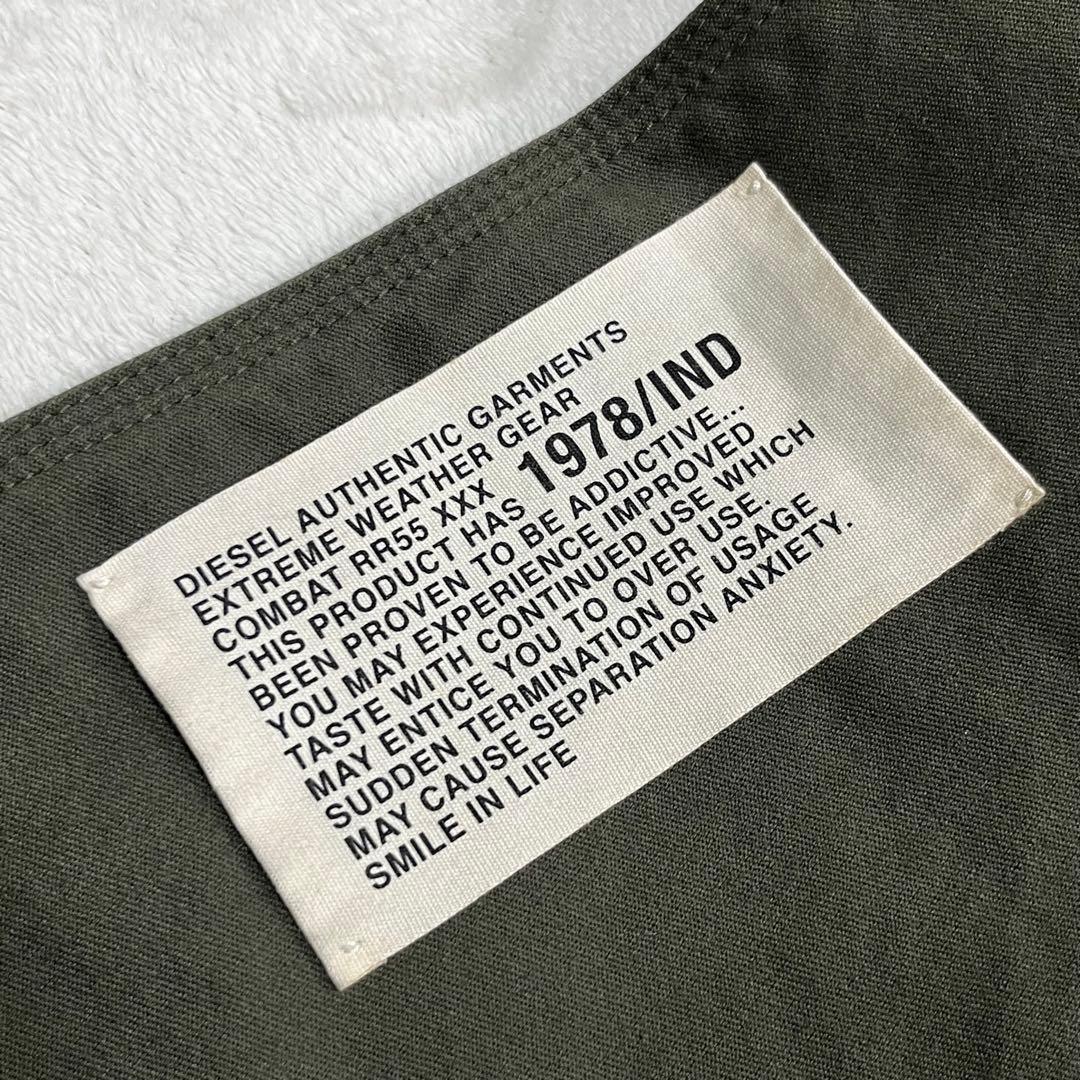 DIESEL AUTHENTIC GARMENTS
EXTREME WEATHER GEAR
COMBAT RR55 XXX 1978/IND
THIS PRODUCT HAS
BEEN PROVEN TO BE ADDICTIVE...
YOU MAY EXPERIENCE IMPROVED
TASTE WITH CONTINUED USE WHICH
MAY ENTICE YOU TO OVER USE.
SUDDEN TERMINATION OF USAGE
MAY CAUSE SEPARATION ANXIETY.
SMILE IN LIFE